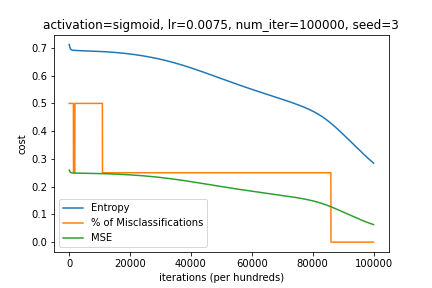 activation=sigmoid, lr=0.0075, num_iter=100000, seed=3
0.7
0.6
0.5
0.4
0.3
0.2
0.1
0.0
cost
Entropy
% of Misclassifications
MSE
0 20000 40000 60000 80000 100000
iterations (per hundreds)